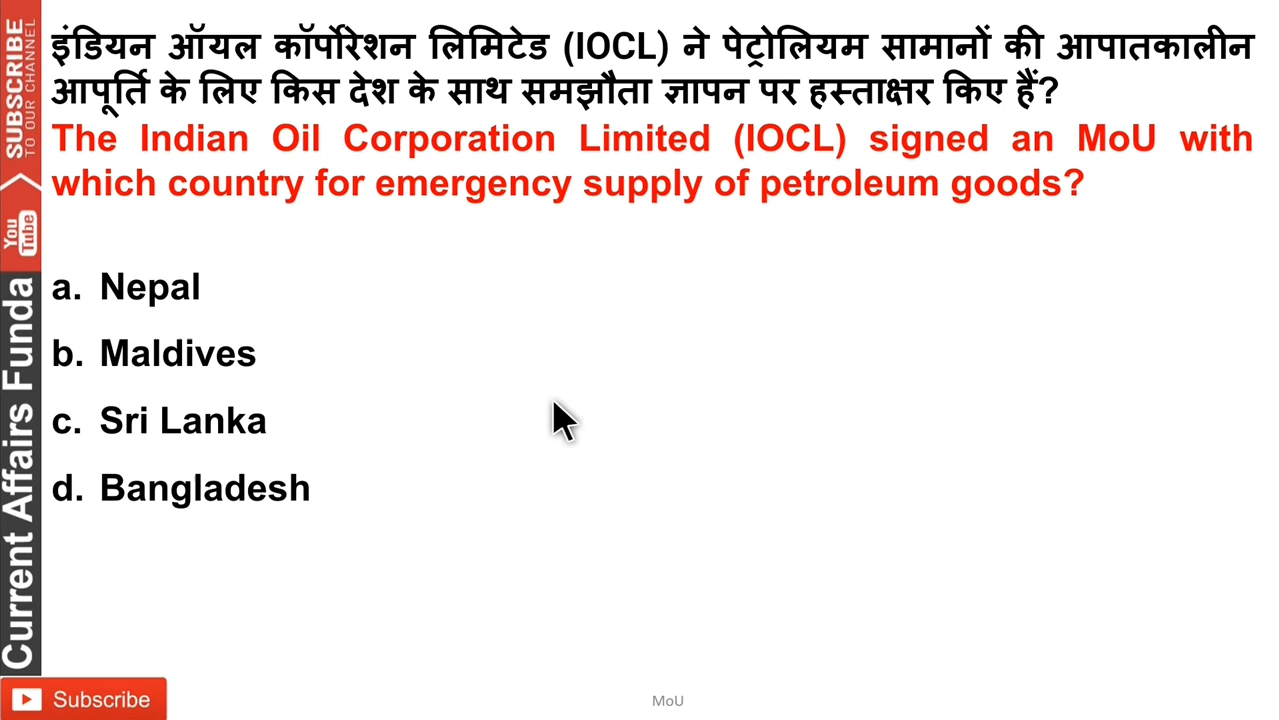 इंडियन ऑयल कॉर्पोरेशन लिमिटेड (IOCL) ने पेट्रोलियम सामानों की आपातकालीन
आपूर्ति के लिए किस देश के साथ समझौता ज्ञापन पर हस्ताक्षर किए हैं?
The Indian Oil Corporation Limited (IOCL) signed an MoU with
which country for emergency supply of petroleum goods?
a. Nepal
b. Maldives
c. Sri Lanka
d. Bangladesh
SUBSCRIBE
TO OUR CHANNEL
You
Tube
Current Affairs Funda
Subscribe
MoU